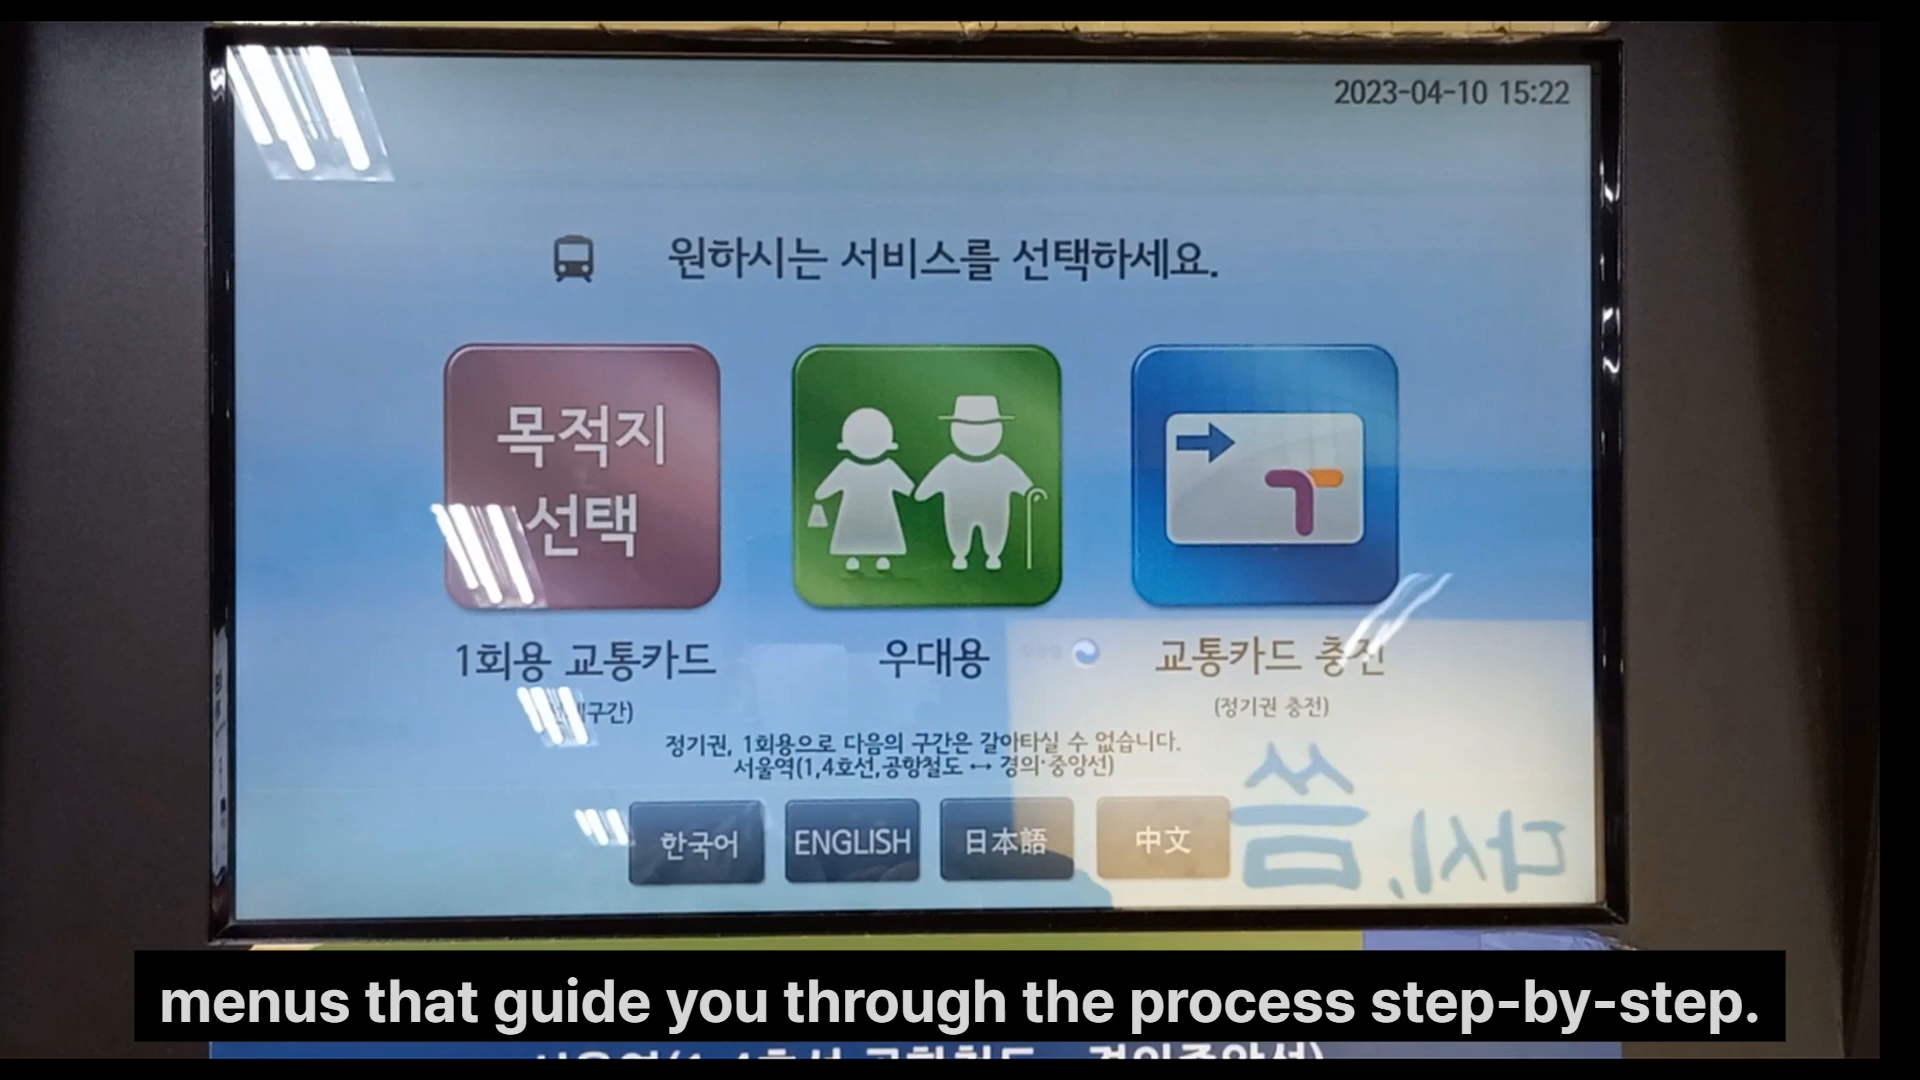 2023-04-10 15:22
원하시는 서비스를 선택하세요.
목적지
선택
1회용 교통카드
우대용
교통카드 충전
(정기권 충전)
정기권, 1회용으로 다음의 구간은 갈아타실 수 없습니다.
서울역(1,4호선,공항철도 ↔ 경의·중앙선)
한국어
ENGLISH
日本語
中文
다시,
씀
menus that guide you through the process step-by-step.